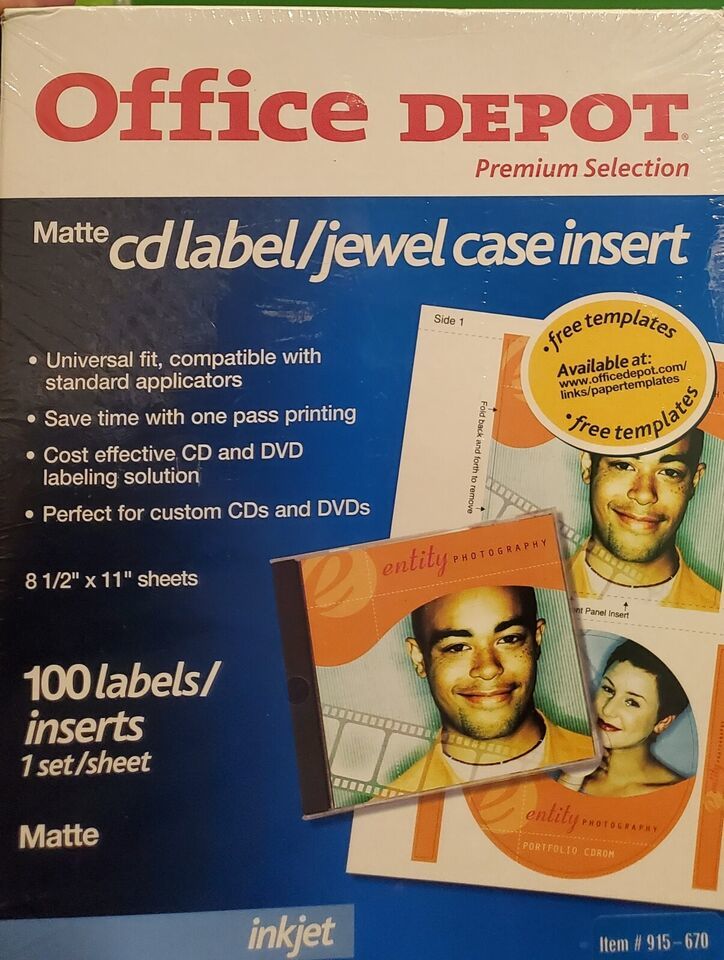 Office DEPOT®
Premium Selection
Matte cd label/jewel case insert
• Universal fit, compatible with
standard applicators
• Save time with one pass printing
• Cost effective CD and DVD
labeling solution
• Perfect for custom CDs and DVDs
8 1/2" x 11" sheets
100 labels/
inserts
1 set/sheet
Matte
inkjet
Item # 915-670
Side 1
• free templates
Available at:
www.officedepot.com/
links/papertemplates
• free templates
Fold back and forth to remove
nt Panel Insert
e entity PHOTOGRAPHY
e entity PHOTOGRAPHY
PORTFOLIO CDROM